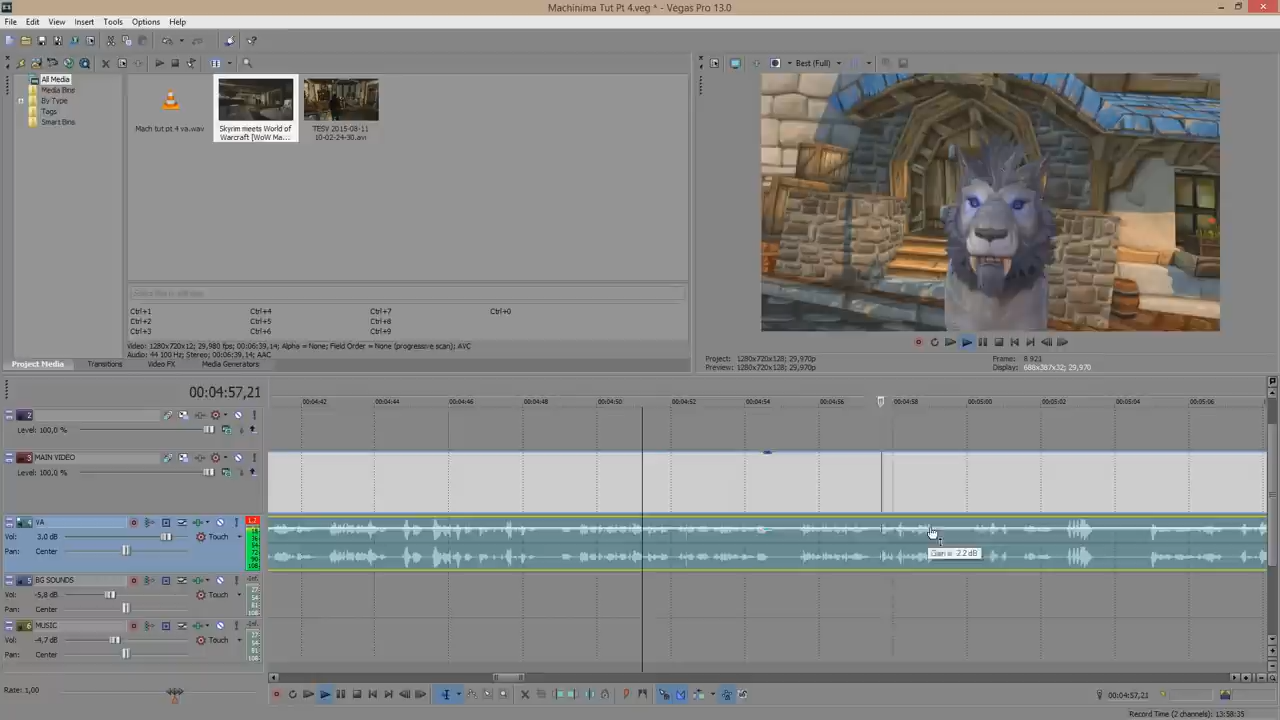 Machinima Tut Pt 4.veg * - Vegas Pro 13.0
File Edit View Insert Tools Options Help
All Media
Media Bins
By Type
Tags
Smart Bins
Mach tut pt 4 va.wav
Skyrim meets World of
Warcraft [WoW Ma...
TESV 2015-08-11
10-02-24-30.avi
Best (Full)
Ctrl+1 Ctrl+4 Ctrl+7 Ctrl+0
Ctrl+2 Ctrl+5 Ctrl+8
Ctrl+3 Ctrl+6 Ctrl+9
Video: 1280x720x12; 29,980 fps; 00:06:39,14; Alpha = None; Field Order = None (progressive scan); AVC
Audio: 44 100 Hz; Stereo; 00:06:39,14; AAC
Project Media Transitions Video FX Media Generators
Project: 1280x720x128; 29,970p Frame: 8 921
Preview: 1280x720x128; 29,970p Display: 688x387x32; 29,970
00:04:57,21
00:04:42 00:04:44 00:04:46 00:04:48 00:04:50 00:04:52 00:04:54 00:04:56 00:04:58 00:05:00 00:05:02 00:05:04 00:05:06
2
Level: 100,0 %
3 MAIN VIDEO
Level: 100,0 %
4 VA
Vol: 3,0 dB Touch
Pan: Center
Gain = 2,2 dB
5 BG SOUNDS
Vol: -5,8 dB Touch
Pan: Center
6 MUSIC
Vol: -4,7 dB Touch
Pan: Center
Rate: 1,00
00:04:57,21
Record Time (2 channels): 13:58:35